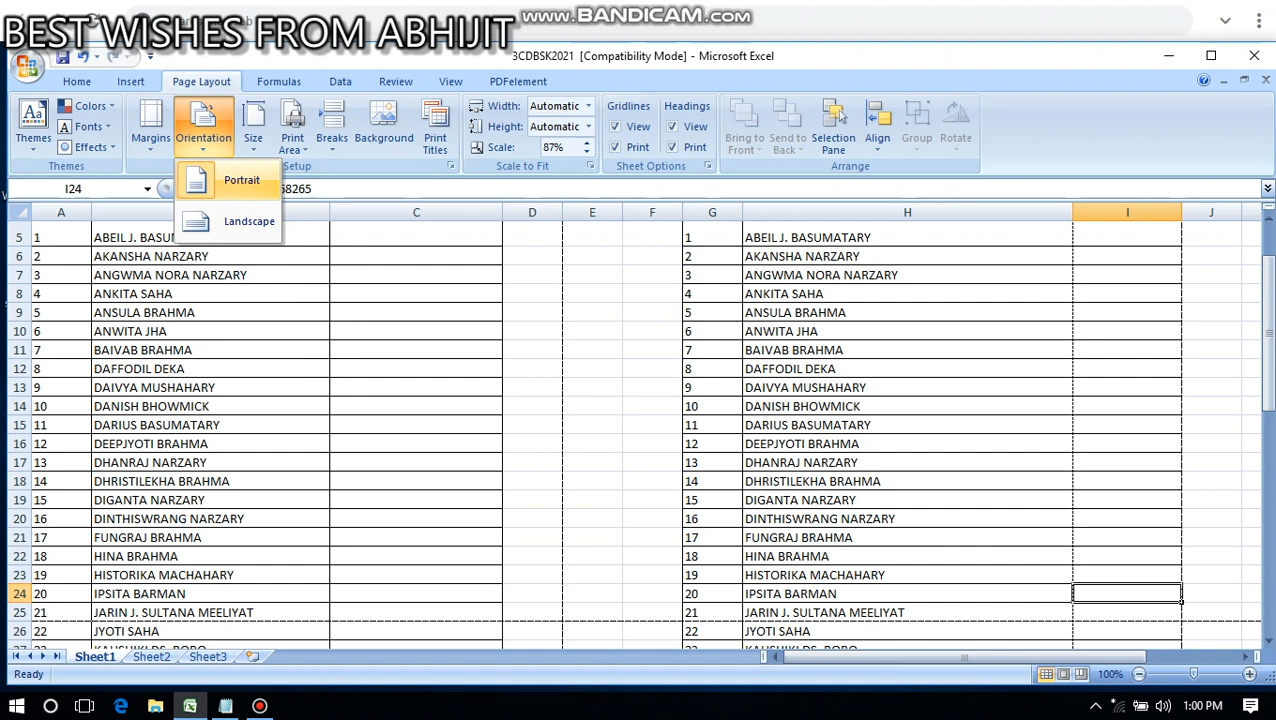 BEST WISHES FROM ABHIJIT
www.BANDICAM.com
3CDBSK2021 [Compatibility Mode] - Microsoft Excel
Home Insert Page Layout Formulas Data Review View PDFelement
Themes Colors Fonts Effects
Margins Orientation Size Print Area Breaks Background Print Titles
Width: Automatic
Height: Automatic
Scale: 87%
Gridlines Headings
View View
Print Print
Bring to Front Send to Back Selection Pane Align Group Rotate
Themes Setup Scale to Fit Sheet Options Arrange
Portrait
Landscape
I24 58265
A C D E F G H I J
5 1 ABEIL J. BASUM 1 ABEIL J. BASUMATARY
6 2 AKANSHA NARZARY 2 AKANSHA NARZARY
7 3 ANGWMA NORA NARZARY 3 ANGWMA NORA NARZARY
8 4 ANKITA SAHA 4 ANKITA SAHA
9 5 ANSULA BRAHMA 5 ANSULA BRAHMA
10 6 ANWITA JHA 6 ANWITA JHA
11 7 BAIVAB BRAHMA 7 BAIVAB BRAHMA
12 8 DAFFODIL DEKA 8 DAFFODIL DEKA
13 9 DAIVYA MUSHAHARY 9 DAIVYA MUSHAHARY
14 10 DANISH BHOWMICK 10 DANISH BHOWMICK
15 11 DARIUS BASUMATARY 11 DARIUS BASUMATARY
16 12 DEEPJYOTI BRAHMA 12 DEEPJYOTI BRAHMA
17 13 DHANRAJ NARZARY 13 DHANRAJ NARZARY
18 14 DHRISTILEKHA BRAHMA 14 DHRISTILEKHA BRAHMA
19 15 DIGANTA NARZARY 15 DIGANTA NARZARY
20 16 DINTHISWRANG NARZARY 16 DINTHISWRANG NARZARY
21 17 FUNGRAJ BRAHMA 17 FUNGRAJ BRAHMA
22 18 HINA BRAHMA 18 HINA BRAHMA
23 19 HISTORIKA MACHAHARY 19 HISTORIKA MACHAHARY
24 20 IPSITA BARMAN 20 IPSITA BARMAN
25 21 JARIN J. SULTANA MEELIYAT 21 JARIN J. SULTANA MEELIYAT
26 22 JYOTI SAHA 22 JYOTI SAHA
Sheet1 Sheet2 Sheet3
Ready 100%
1:00 PM